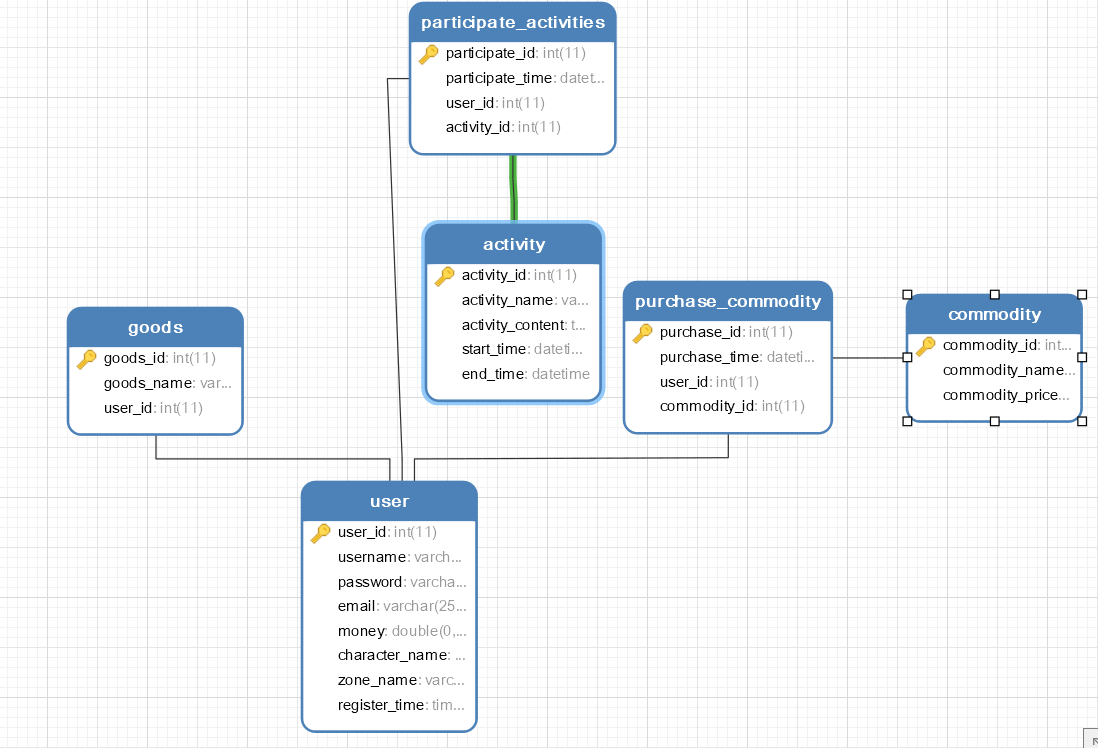 participate_activities
participate_id: int(11)
participate_time: datet...
user_id: int(11)
activity_id: int(11)
activity
activity_id: int(11)
activity_name: va...
activity_content: t...
start_time: dateti...
end_time: datetime
purchase_commodity
purchase_id: int(11)
purchase_time: dateti...
user_id: int(11)
commodity_id: int(11)
commodity
commodity_id: int...
commodity_name...
commodity_price...
goods
goods_id: int(11)
goods_name: var...
user_id: int(11)
user
user_id: int(11)
username: varch...
password: varcha...
email: varchar(25...
money: double(0,...
character_name: ...
zone_name: varc...
register_time: tim...